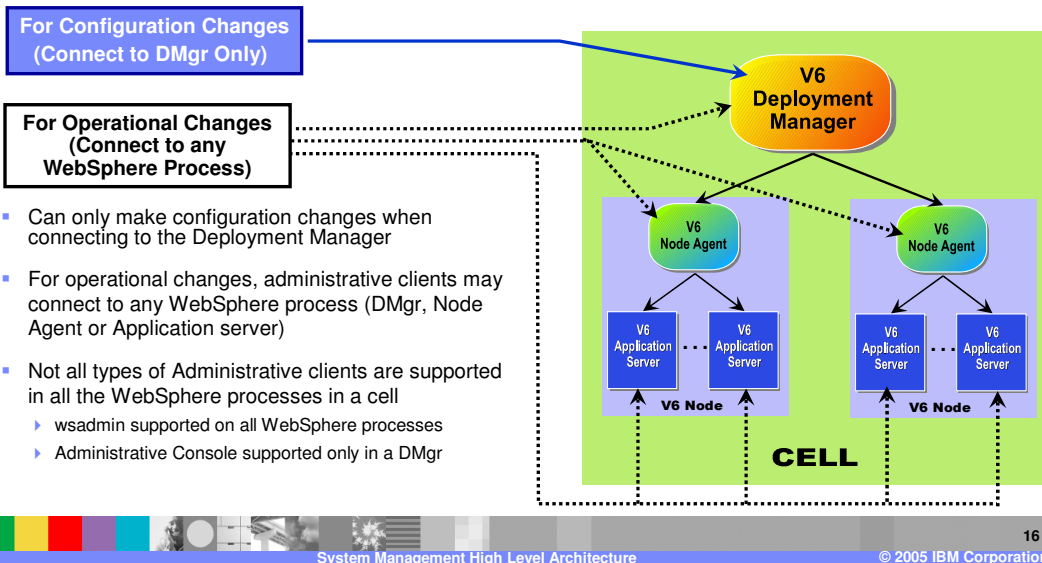 For Configuration Changes
(Connect to DMgr Only)
For Operational Changes
(Connect to any
WebSphere Process)
▪ Can only make configuration changes when
connecting to the Deployment Manager
▪ For operational changes, administrative clients may
connect to any WebSphere process (DMgr, Node
Agent or Application server)
▪ Not all types of Administrative clients are supported
in all the WebSphere processes in a cell
wsadmin supported on all WebSphere processes
Administrative Console supported only in a DMgr
V6
Deployment
Manager
V6
Node Agent
V6
Application
Server
V6
Application
Server
V6 Node
V6
Node Agent
V6
Application
Server
V6
Application
Server
V6 Node
CELL
16
System Management High Level Architecture
© 2005 IBM Corporation